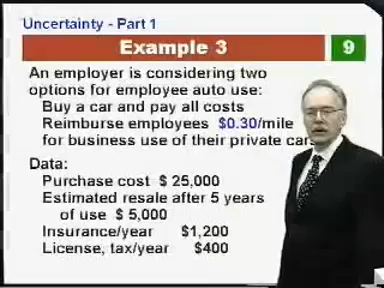 Uncertainty - Part 1
Example 3
9
An employer is considering two
options for employee auto use:
Buy a car and pay all costs
Reimburse employees $0.30/mile
for business use of their private car
Data:
Purchase cost $ 25,000
Estimated resale after 5 years
of use $ 5,000
Insurance/year $1,200
License, tax/year $400